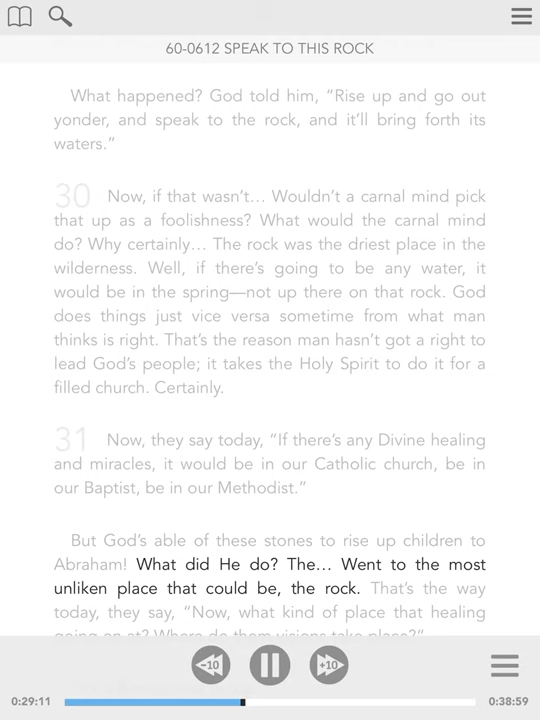 60-0612 SPEAK TO THIS ROCK
What happened? God told him, “Rise up and go out
yonder, and speak to the rock, and it’ll bring forth its
waters.”
30 Now, if that wasn’t… Wouldn’t a carnal mind pick
that up as a foolishness? What would the carnal mind
do? Why certainly… The rock was the driest place in the
wilderness. Well, if there’s going to be any water, it
would be in the spring—not up there on that rock. God
does things just vice versa sometime from what man
thinks is right. That’s the reason man hasn’t got a right to
lead God’s people; it takes the Holy Spirit to do it for a
filled church. Certainly.
31 Now, they say today, “If there’s any Divine healing
and miracles, it would be in our Catholic church, be in
our Baptist, be in our Methodist.”
But God’s able of these stones to rise up children to
Abraham! What did He do? The… Went to the most
unliken place that could be, the rock. That’s the way
today, they say, “Now, what kind of place that healing
going on at? Where do them visions take place?”
-10 +10
0:29:11 0:38:59